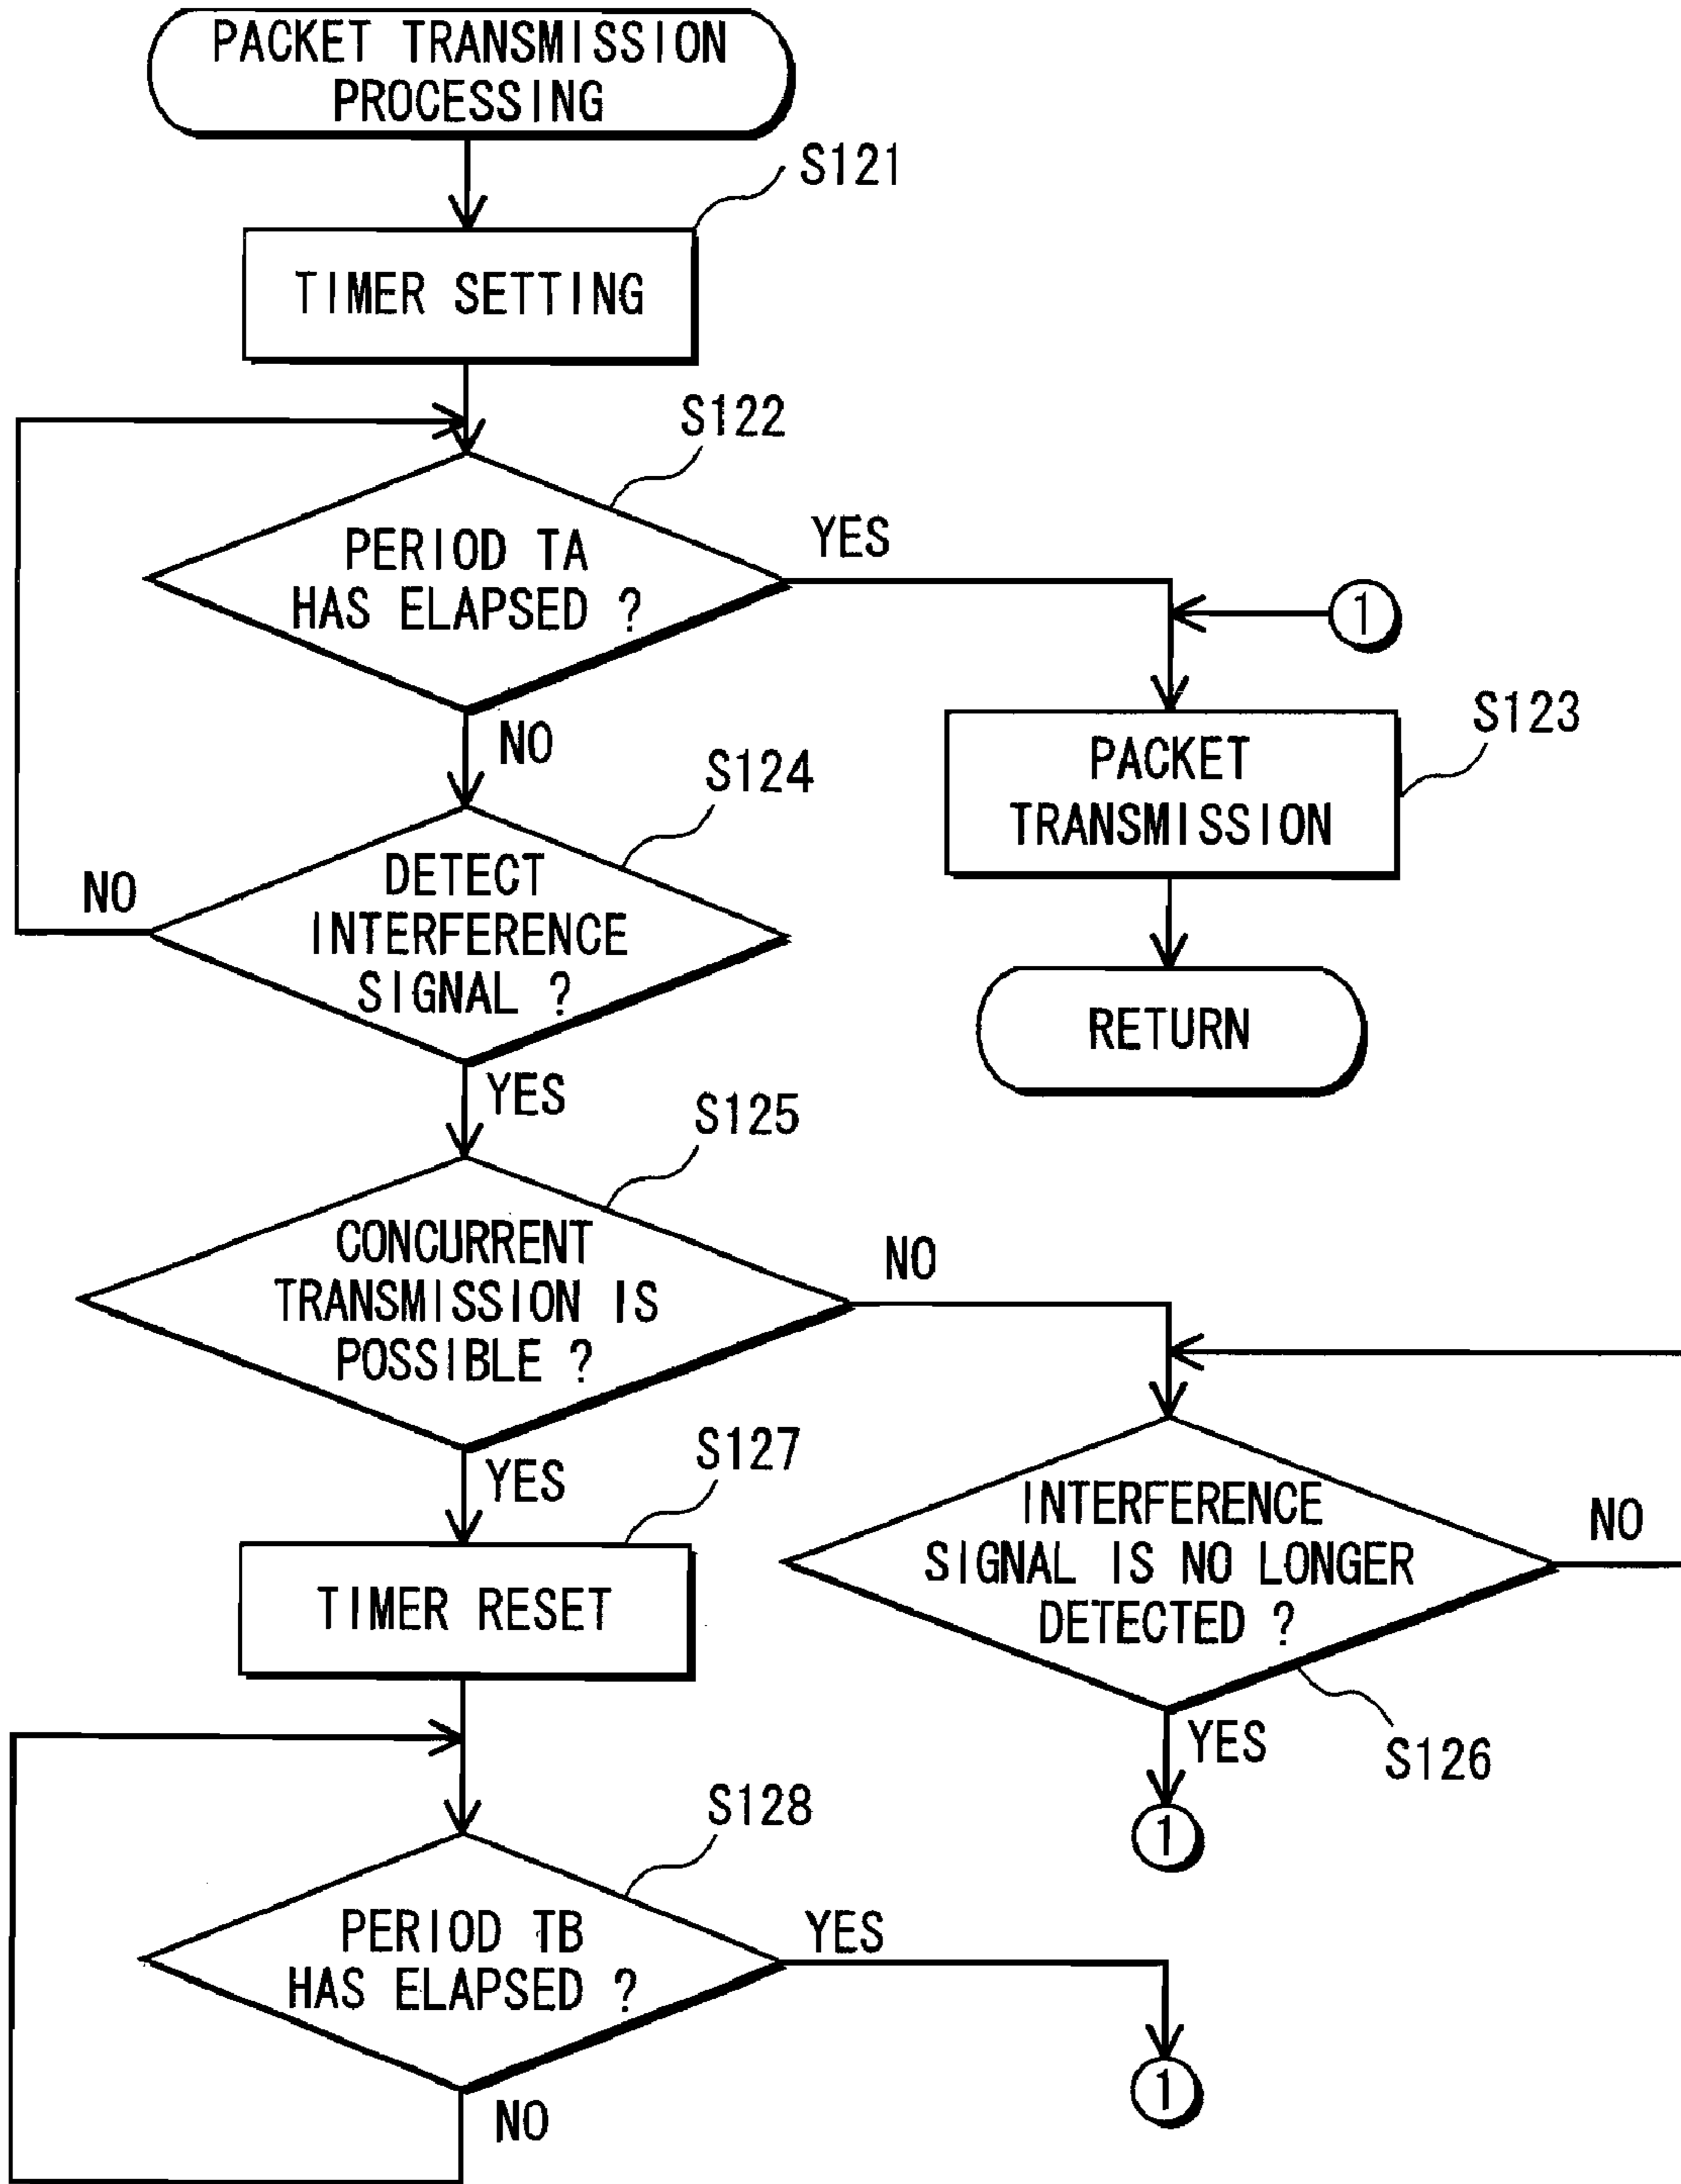 PACKET TRANSMISSION
PROCESSING
S121
TIMER SETTING
S122
PERIOD TA
HAS ELAPSED ?
YES
1
NO
S123
PACKET
TRANSMISSION
S124
DETECT
INTERFERENCE
SIGNAL ?
NO
RETURN
YES
S125
CONCURRENT
TRANSMISSION IS
POSSIBLE ?
NO
S127
YES
TIMER RESET
INTERFERENCE
SIGNAL IS NO LONGER
DETECTED ?
NO
YES
S126
1
S128
PERIOD TB
HAS ELAPSED ?
YES
1
NO